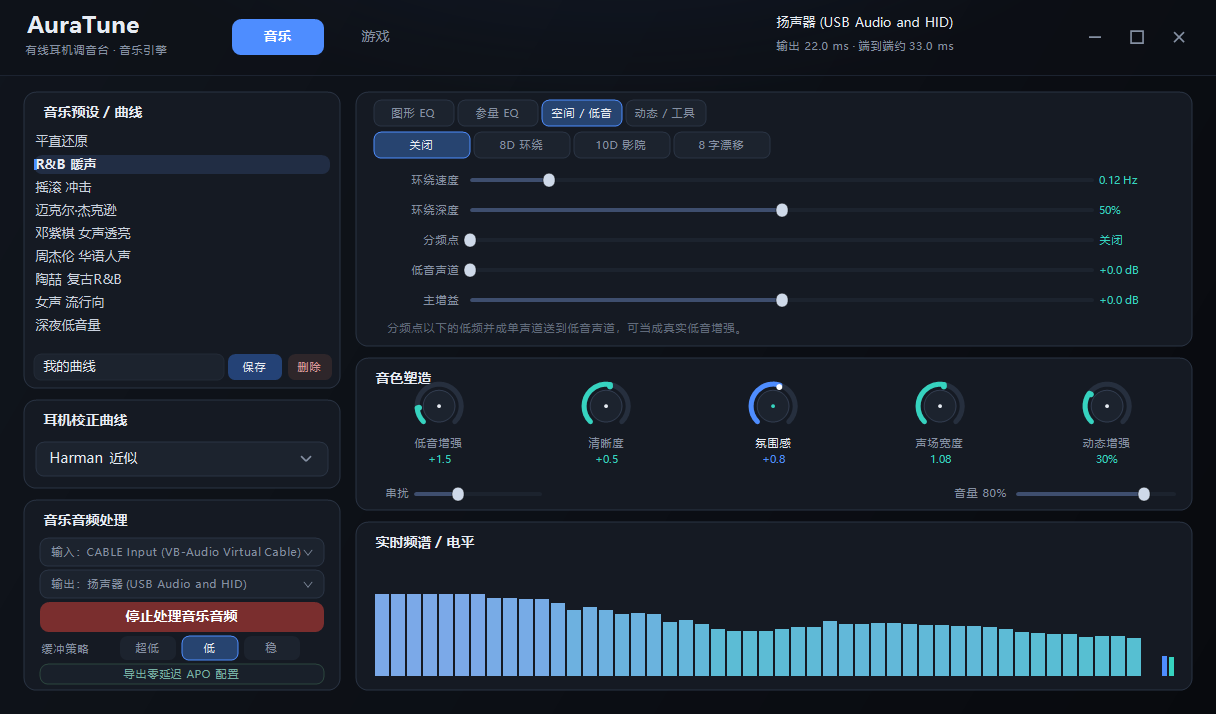 AuraTune
有线耳机调音台 · 音乐引擎
音乐
游戏
扬声器 (USB Audio and HID)
输出 22.0 ms · 端到端约 33.0 ms
音乐预设 / 曲线
平直还原
R&B 暖声
摇滚 冲击
迈克尔·杰克逊
邓紫棋 女声透亮
周杰伦 华语人声
陶喆 复古R&B
女声 流行向
深夜低音量
我的曲线
保存
删除
耳机校正曲线
Harman 近似
音乐音频处理
输入：CABLE Input (VB-Audio Virtual Cable)
输出：扬声器 (USB Audio and HID)
停止处理音乐音频
缓冲策略
超低
低
稳
导出零延迟 APO 配置
图形 EQ
参量 EQ
空间 / 低音
动态 / 工具
关闭
8D 环绕
10D 影院
8 字漂移
环绕速度 0.12 Hz
环绕深度 50%
分频点 关闭
低音声道 +0.0 dB
主增益 +0.0 dB
分频点以下的低频并成单声道送到低音声道，可当成真实低音增强。
音色塑造
低音增强
+1.5
清晰度
+0.5
氛围感
+0.8
声场宽度
1.08
动态增强
30%
串扰
音量 80%
实时频谱 / 电平